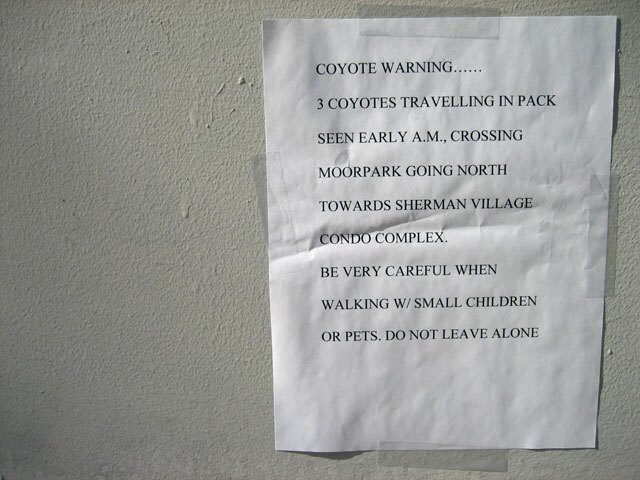 COYOTE WARNING……
3 COYOTES TRAVELLING IN PACK
SEEN EARLY A.M., CROSSING
MOORPARK GOING NORTH
TOWARDS SHERMAN VILLAGE
CONDO COMPLEX.
BE VERY CAREFUL WHEN
WALKING W/ SMALL CHILDREN
OR PETS. DO NOT LEAVE ALONE